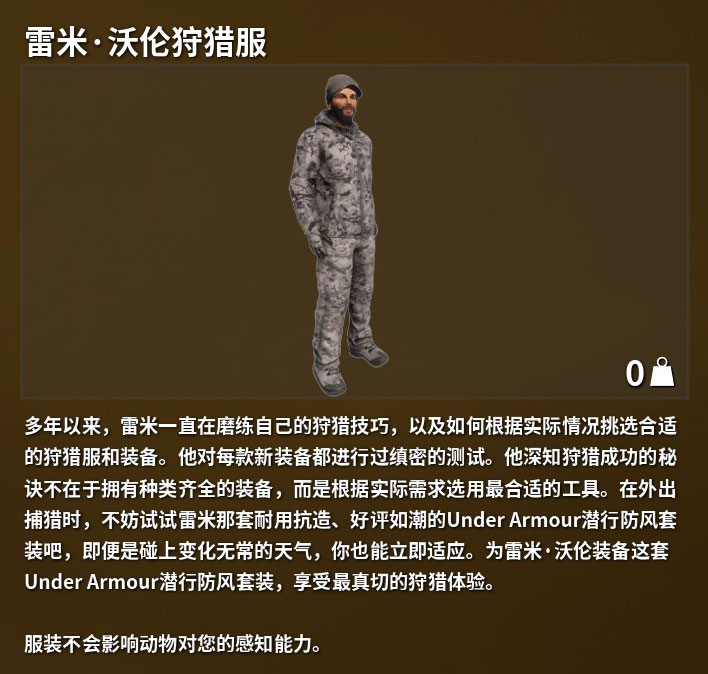 雷米·沃伦狩猎服
0
多年以来，雷米一直在磨练自己的狩猎技巧，以及如何根据实际情况挑选合适
的狩猎服和装备。他对每款新装备都进行过缜密的测试。他深知狩猎成功的秘
诀不在于拥有种类齐全的装备，而是根据实际需求选用最合适的工具。在外出
捕猎时，不妨试试雷米那套耐用抗造、好评如潮的Under Armour潜行防风套
装吧，即便是碰上变化无常的天气，你也能立即适应。为雷米·沃伦装备这套
Under Armour潜行防风套装，享受最真切的狩猎体验。
服装不会影响动物对您的感知能力。